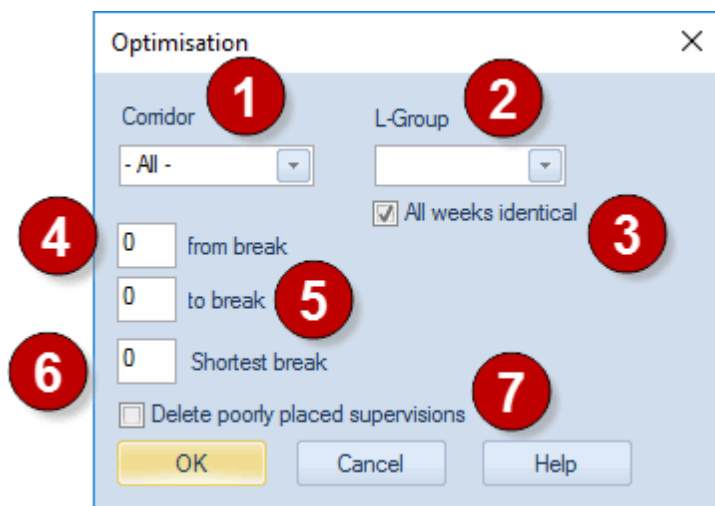 Optimisation
1
2
Corridor
L-Group
- All -
All weeks identical
3
4
0
from break
0
to break
5
6
0
Shortest break
7
Delete poorly placed supervisions
OK
Cancel
Help